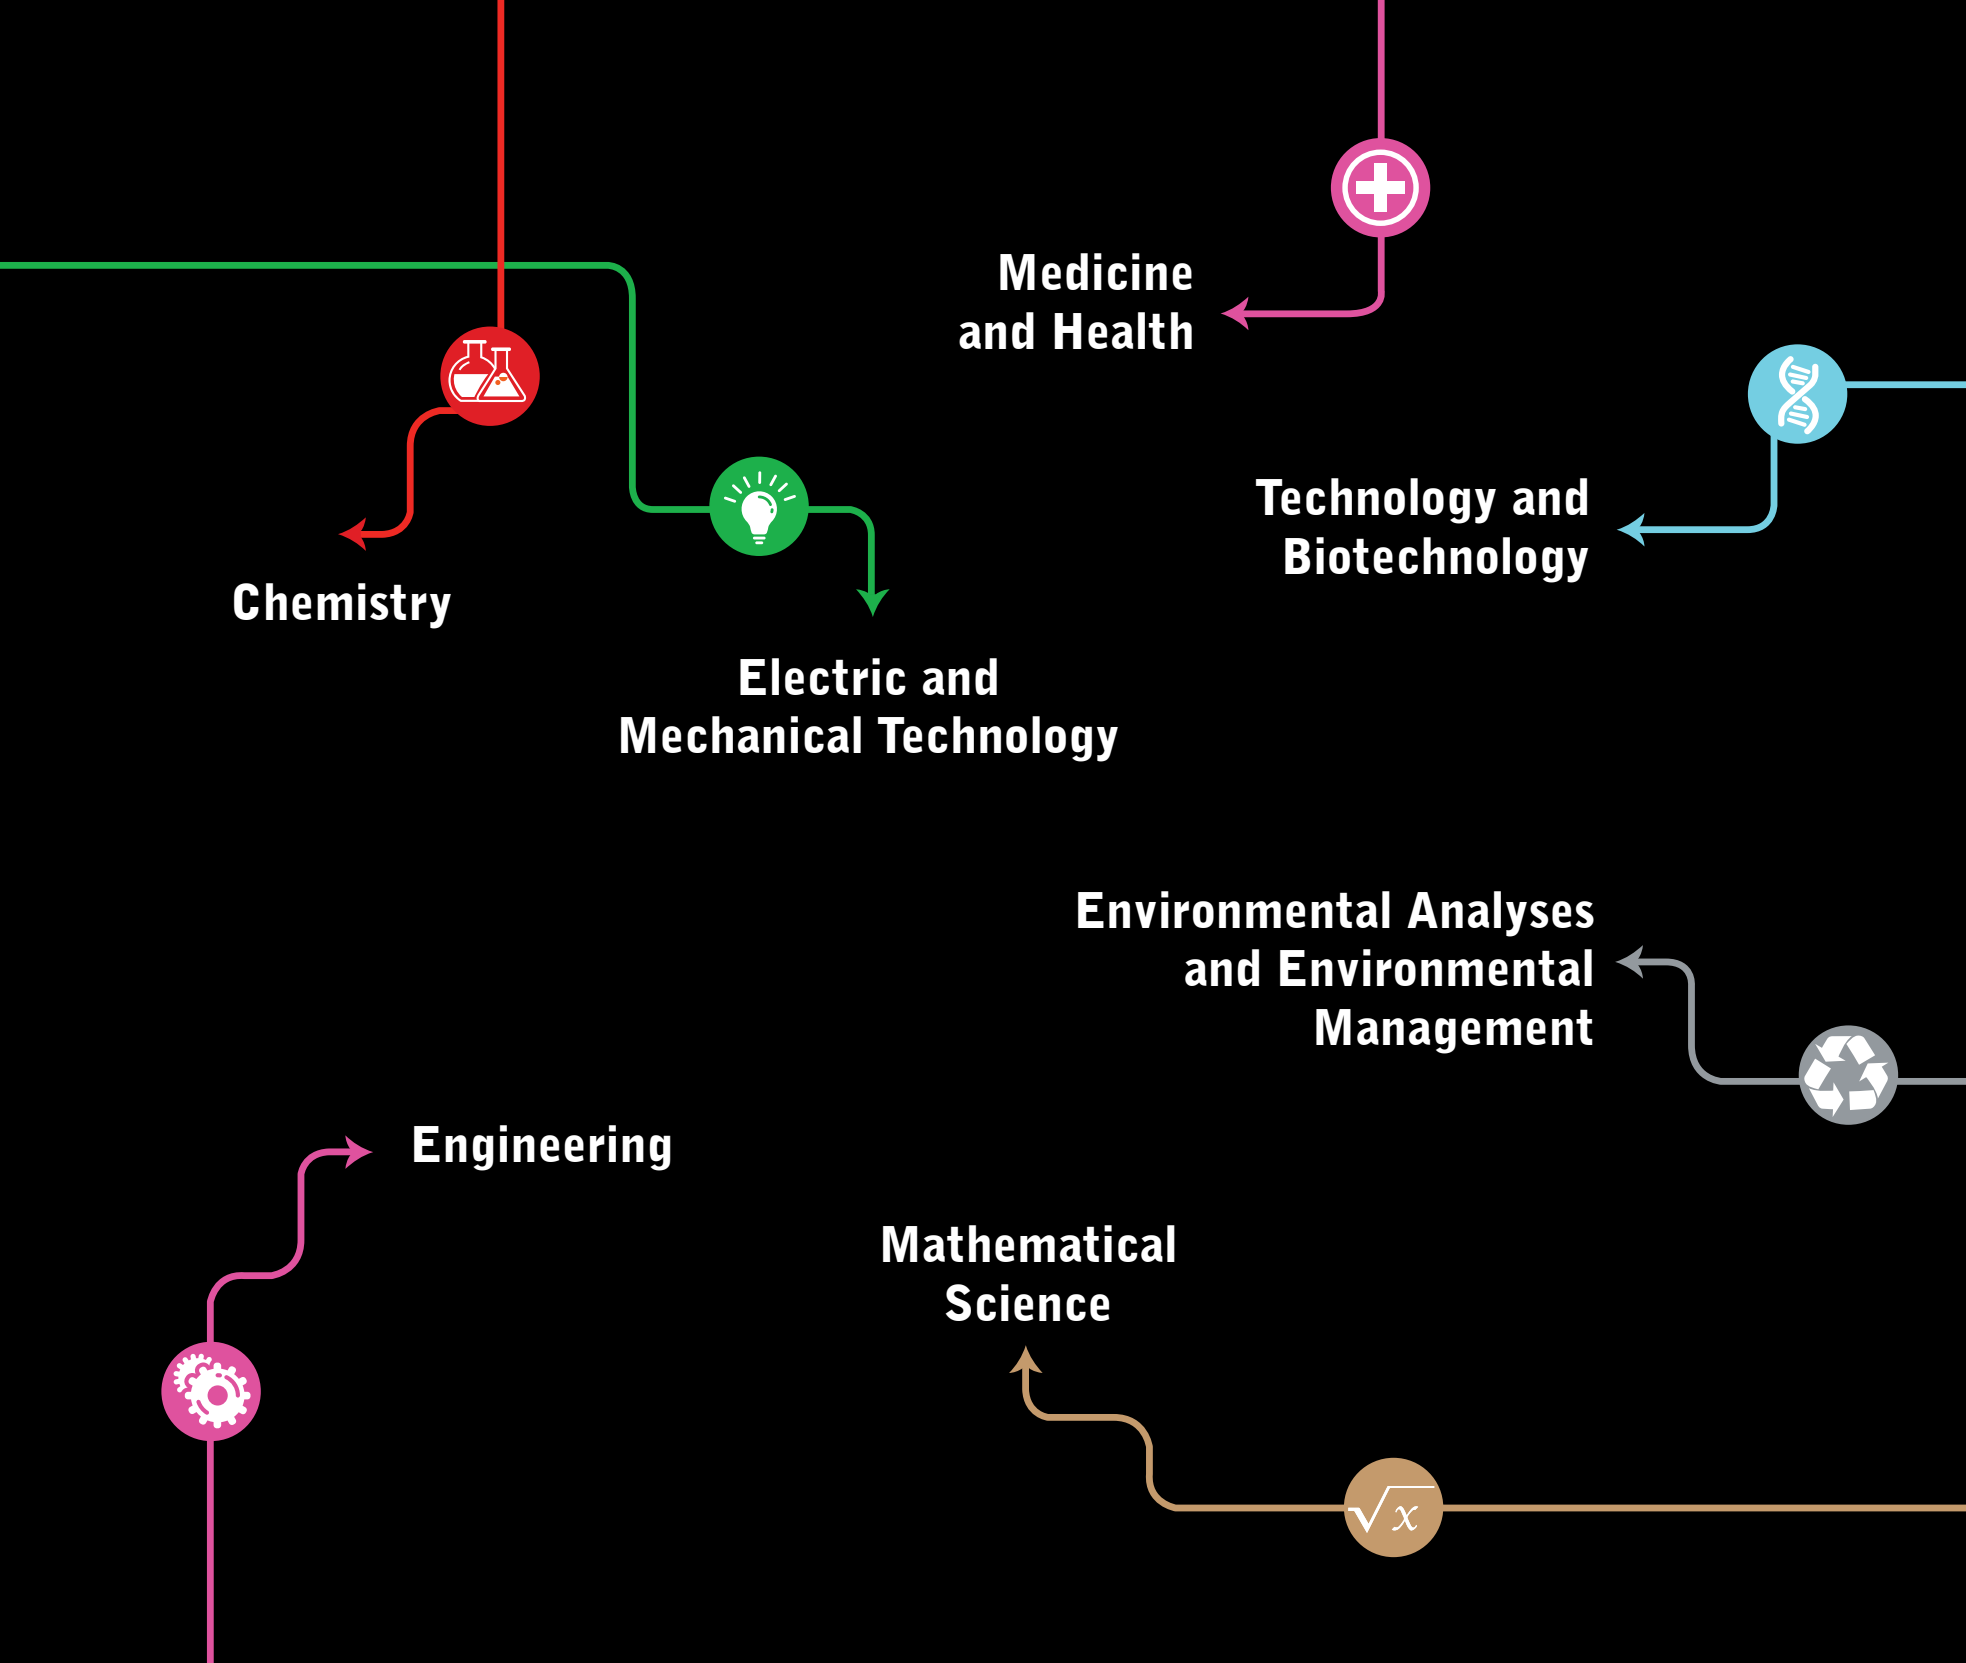 Medicine
and Health
Technology and
Biotechnology
Chemistry
Electric and
Mechanical Technology
Environmental Analyses
and Environmental
Management
Engineering
Mathematical
Science
√x